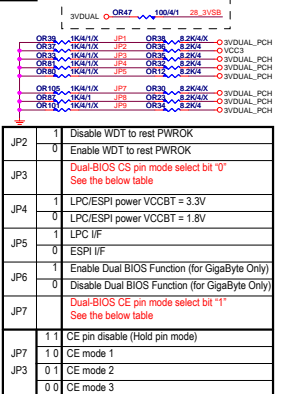 3VDUAL OR47 100/4/1 28_3VSB
OR39 1K/4/1/X JP1 OR38 8.2K/4/X 3VDUAL_PCH
OR37 1K/4/1/X JP2 OR36 8.2K/4 VCC3
OR33 1K/4/1/X JP3 OR32 8.2K/4 3VDUAL_PCH
OR81 1K/4/1/X JP4 3VDUAL_PCH
OR80 1K/4/1/X JP5 OR12 8.2K/4 3VDUAL_PCH
OR105 1K/4/1/X JP7 OR30 8.2K/4/X 3VDUAL_PCH
OR87 1K/4/1 JP8 OR23 8.2K/4/X 3VDUAL_PCH
OR10 1K/4/1/X JP9 OR34 8.2K/4 3VDUAL_PCH
JP2 1 Disable WDT to rest PWROK
0 Enable WDT to rest PWROK
JP3 Dual-BIOS CS pin mode select bit "0"
See the below table
JP4 1 LPC/ESPI power VCCBT = 3.3V
0 LPC/ESPI power VCCBT = 1.8V
JP5 1 LPC I/F
0 ESPI I/F
JP6 1 Enable Dual BIOS Function (for GigaByte Only)
0 Disable Dual BIOS Function (for GigaByte Only)
JP7 Dual-BIOS CE pin mode select bit "1"
See the below table
JP7 JP3 1 1 CE pin disable (Hold pin mode)
1 0 CE mode 1
0 1 CE mode 2
0 0 CE mode 3